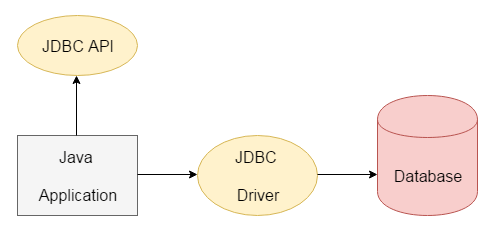 JDBC API
Java
Application
JDBC
Driver
Database